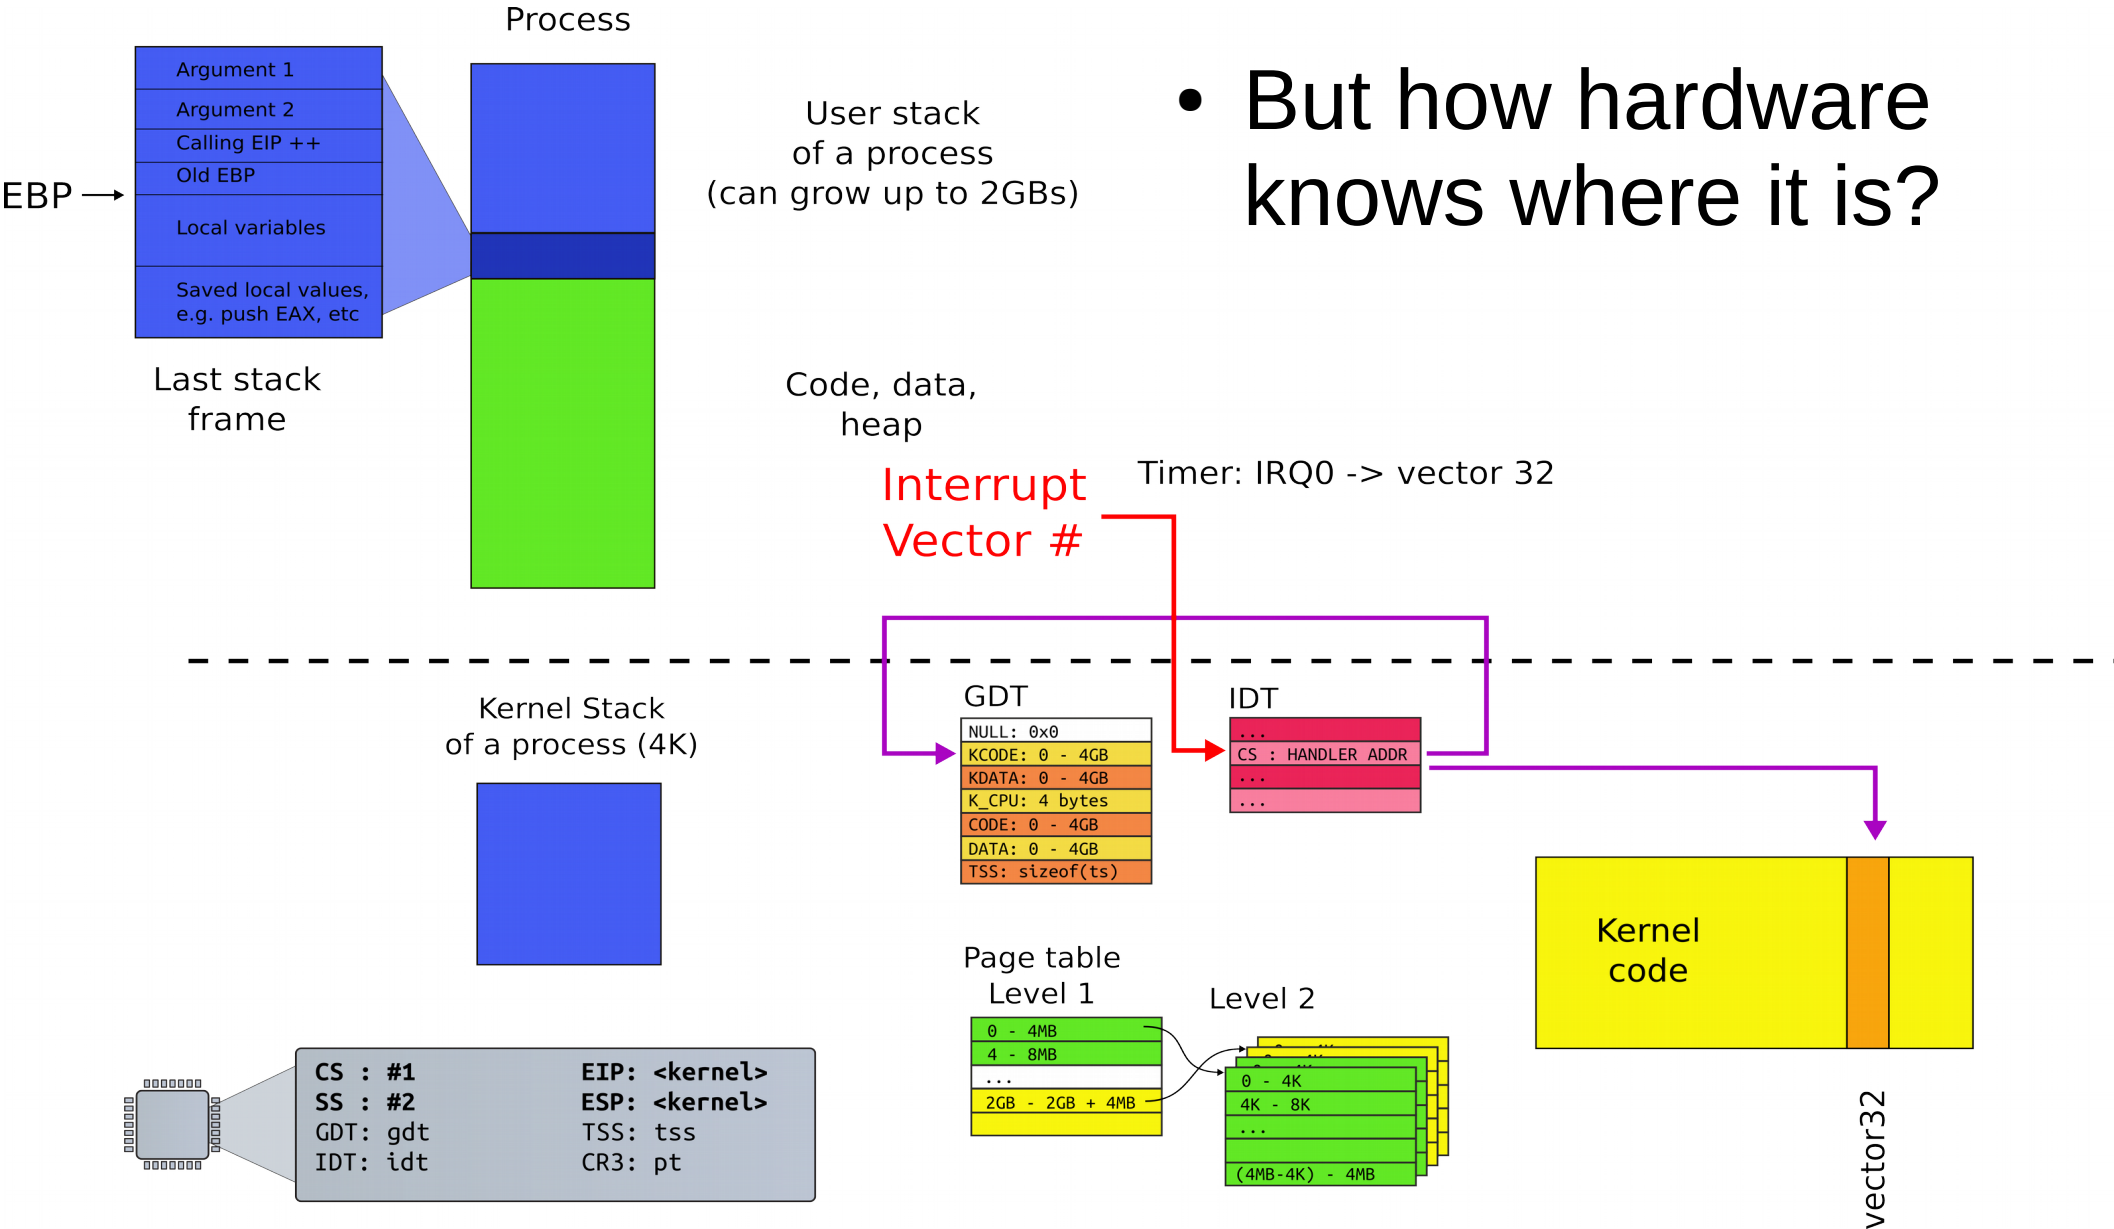 Process
Argument 1
Argument 2
Calling EIP ++
Old EBP
EBP
Local variables
Saved local values,
e.g. push EAX, etc
Last stack
frame
User stack
of a process
(can grow up to 2GBs)
• But how hardware
knows where it is?
Code, data,
heap
Interrupt
Vector #
Timer: IRQ0 -> vector 32
Kernel Stack
of a process (4K)
GDT
NULL: 0x0
KCODE: 0 - 4GB
KDATA: 0 - 4GB
K_CPU: 4 bytes
CODE: 0 - 4GB
DATA: 0 - 4GB
TSS: sizeof(ts)
IDT
...
CS : HANDLER ADDR
...
...
Kernel
code
vector32
Page table
Level 1
0 - 4MB
4 - 8MB
...
2GB - 2GB + 4MB
Level 2
0 - 4K
4K - 8K
...
(4MB-4K) - 4MB
CS : #1 EIP: <kernel>
SS : #2 ESP: <kernel>
GDT: gdt TSS: tss
IDT: idt CR3: pt